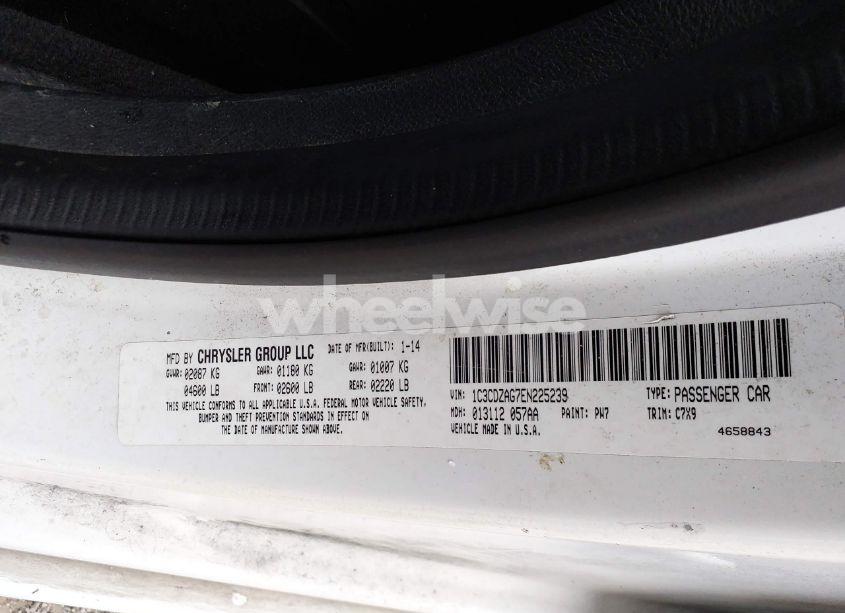 wheelwise
MFD BY CHRYSLER GROUP LLC DATE OF MFR(BUILT): 1-14
GVWR: 02087 KG GAWR: 01180 KG GAWR: 01007 KG
04600 LB FRONT: 02600 LB REAR: 02220 LB
THIS VEHICLE CONFORMS TO ALL APPLICABLE U.S.A. FEDERAL MOTOR VEHICLE SAFETY,
BUMPER AND THEFT PREVENTION STANDARDS IN EFFECT ON
THE DATE OF MANUFACTURE SHOWN ABOVE.
VIN: 1C3CDZAG7EN225239 TYPE: PASSENGER CAR
MDH: 013112 057AA PAINT: PW7 TRIM: C7X9
VEHICLE MADE IN U.S.A. 4658843